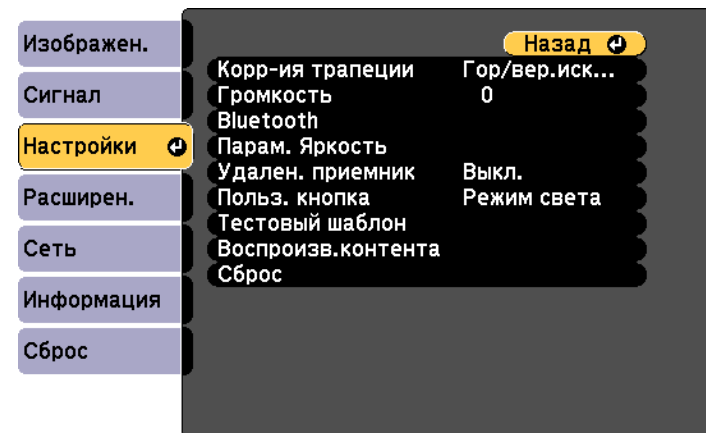 Изображен.
Сигнал
Настройки
Расширен.
Сеть
Информация
Сброс
Назад
Корр-ия трапеции Гор/вер.иск...
Громкость 0
Bluetooth
Парам. Яркость
Удален. приемник Выкл.
Польз. кнопка Режим света
Тестовый шаблон
Воспроизв.контента
Сброс